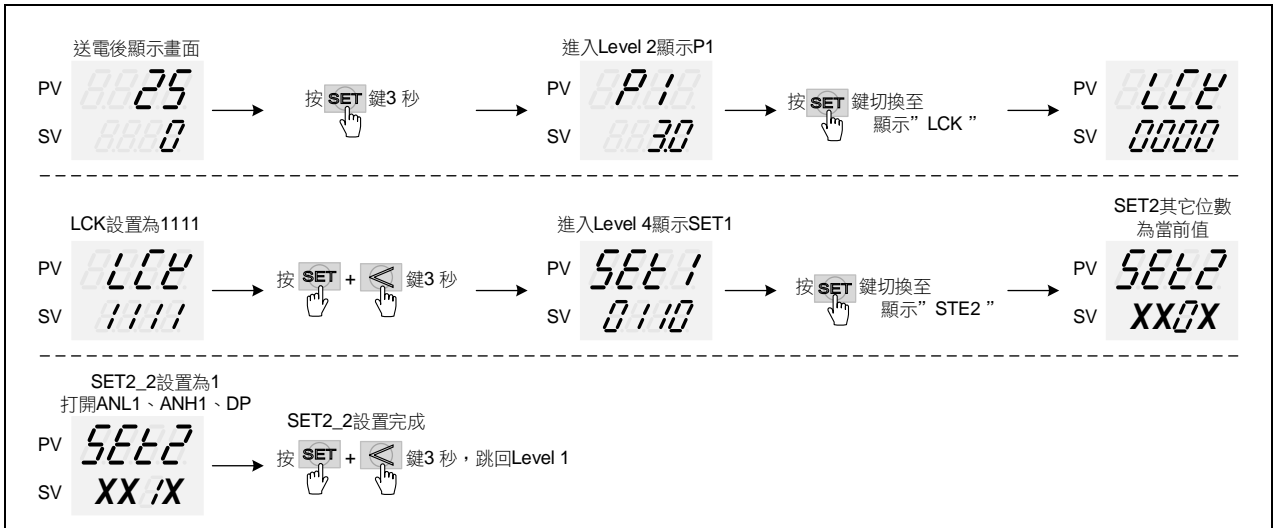 送電後顯示畫面
PV 25
SV 0
按 SET 鍵3 秒
進入Level 2顯示P1
PV P1
SV 3.0
按 SET 鍵切換至
顯示” LCK ”
PV LCK
SV 0000
LCK設置為1111
PV LCK
SV 1111
按 SET + < 鍵3 秒
進入Level 4顯示SET1
PV SEt1
SV 0110
按 SET 鍵切換至
顯示” STE2 ”
SET2其它位數
為當前值
PV SEt2
SV XX0X
SET2_2設置為1
打開ANL1、ANH1、DP
PV SEt2
SV XX1X
SET2_2設置完成
按 SET + < 鍵3 秒，跳回Level 1